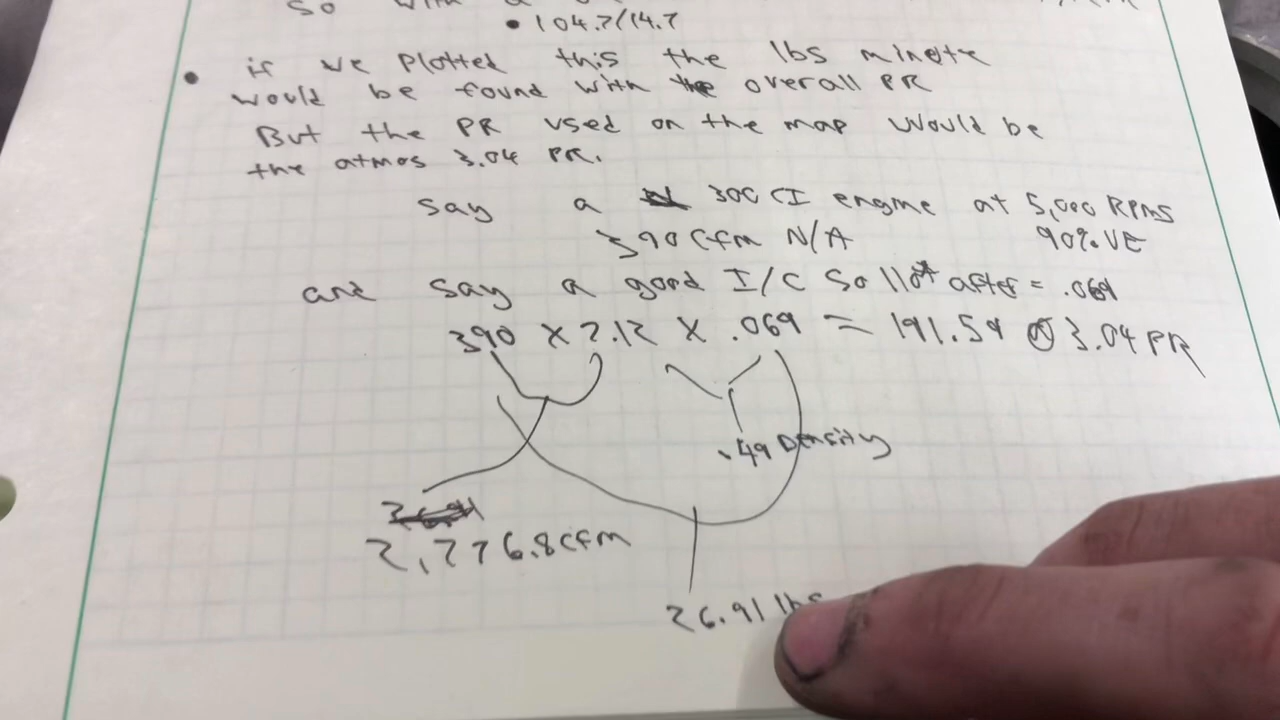 So with a
• 104.7/14.7
• if we plotted this the lbs minute
would be found with the overall PR
But the PR used on the map would be
the atmos 3.04 PR.
say a 300 CI engine at 5,000 RPMs
390 cfm N/A 90% VE
and say a good I/C so 110° after = .069
390 x 7.12 x .069 = 191.59 @ 3.04 PR
.49 Density
2,776.8 cfm
26.91 lbs